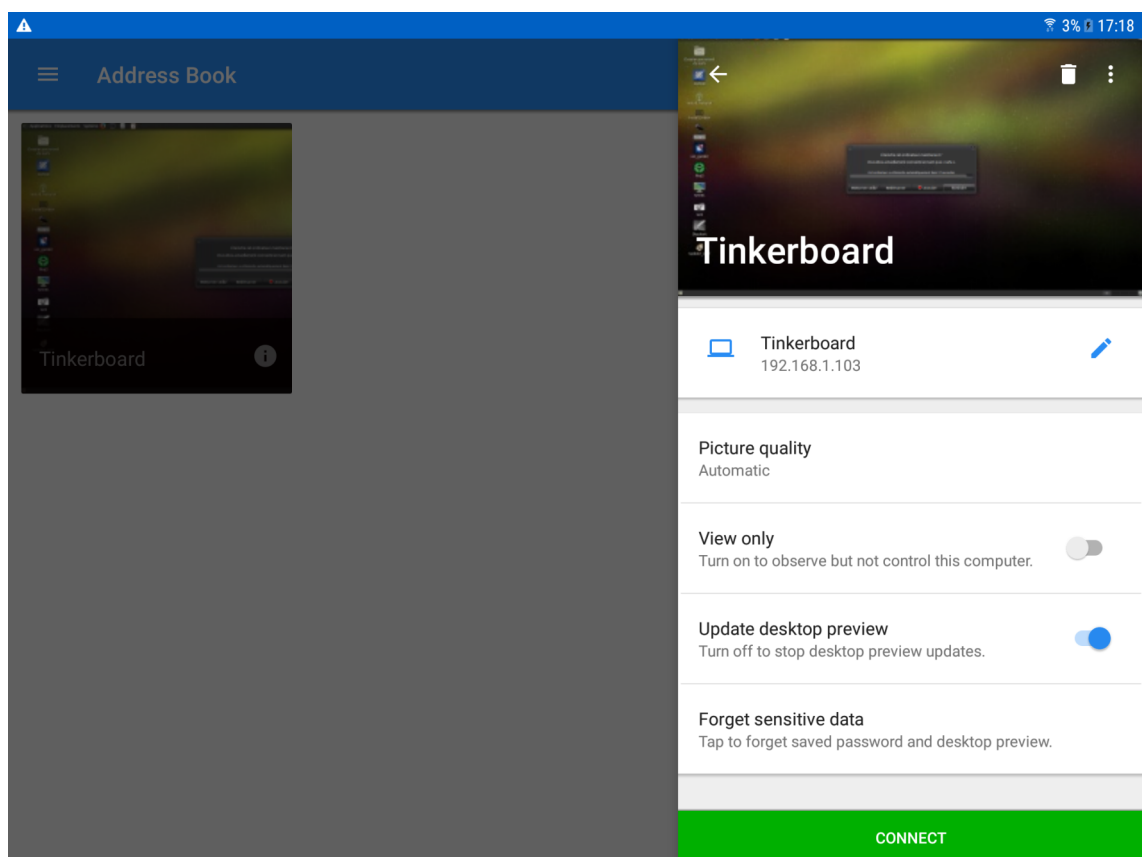 3% 17:18
Address Book
Tinkerboard
Tinkerboard
Tinkerboard
192.168.1.103
Picture quality
Automatic
View only
Turn on to observe but not control this computer.
Update desktop preview
Turn off to stop desktop preview updates.
Forget sensitive data
Tap to forget saved password and desktop preview.
CONNECT